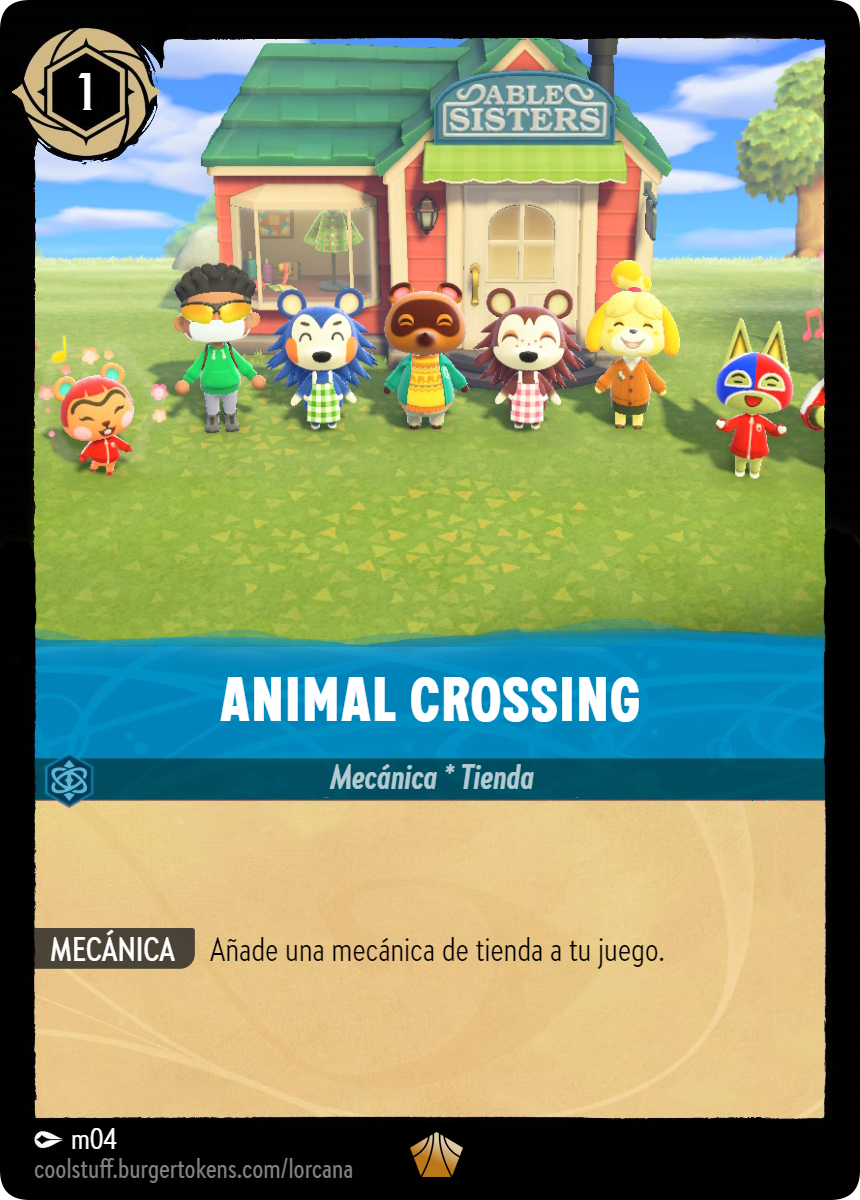 1
ABLE
SISTERS
ANIMAL CROSSING
Mecánica * Tienda
MECÁNICA Añade una mecánica de tienda a tu juego.
m04
coolstuff.burgertokens.com/lorcana